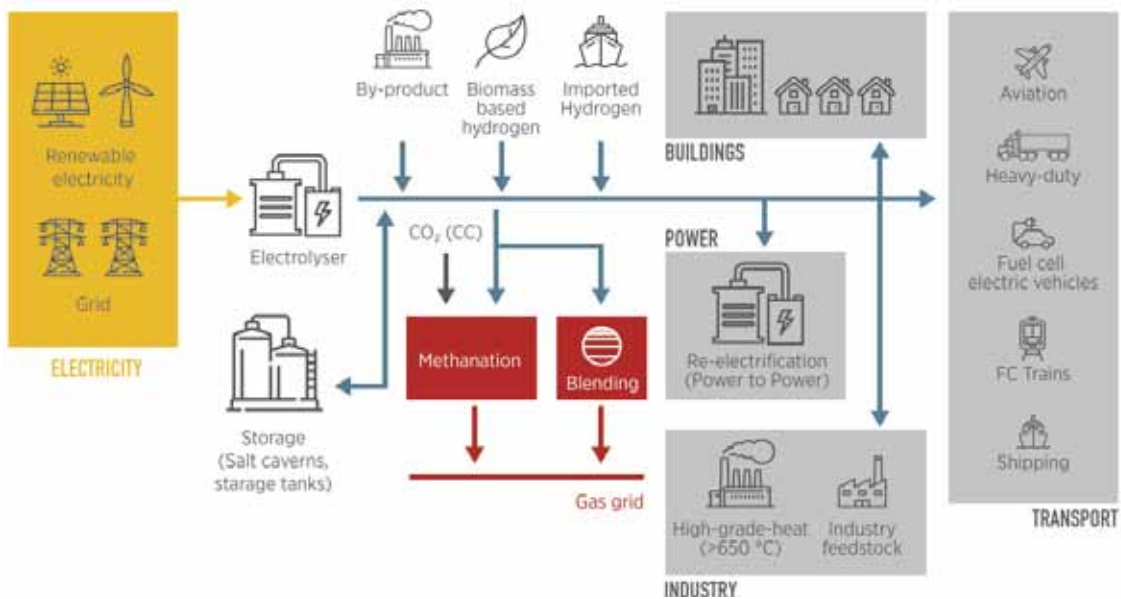 Renewable
electricity
Grid
ELECTRICITY
Electrolyser
Storage
(Salt caverns,
starage tanks)
By-product
Biomass
based
hydrogen
Imported
Hydrogen
CO₂ (CC)
Methanation
Blending
Gas grid
BUILDINGS
POWER
Re-electrification
(Power to Power)
High-grade-heat
(>650 °C)
Industry
feedstock
INDUSTRY
Aviation
Heavy-duty
Fuel cell
electric vehicles
FC Trains
Shipping
TRANSPORT